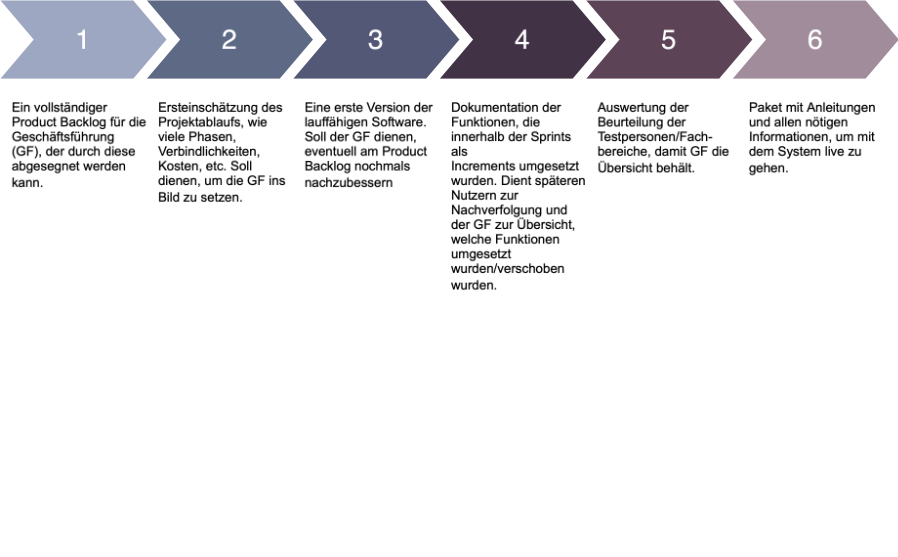 1
2
3
4
5
6
Ein vollständiger
Product Backlog für die
Geschäftsführung
(GF), der durch diese
abgesegnet werden
kann.
Ersteinschätzung des
Projektablaufs, wie
viele Phasen,
Verbindlichkeiten,
Kosten, etc. Soll
dienen, um die GF ins
Bild zu setzen.
Eine erste Version der
lauffähigen Software.
Soll der GF dienen,
eventuell am Product
Backlog nochmals
nachzubessern
Dokumentation der
Funktionen, die
innerhalb der Sprints
als
Increments umgesetzt
wurden. Dient späteren
Nutzern zur
Nachverfolgung und
der GF zur Übersicht,
welche Funktionen
umgesetzt
wurden/verschoben
wurden.
Auswertung der
Beurteilung der
Testpersonen/Fach-
bereiche, damit GF die
Übersicht behält.
Paket mit Anleitungen
und allen nötigen
Informationen, um mit
dem System live zu
gehen.